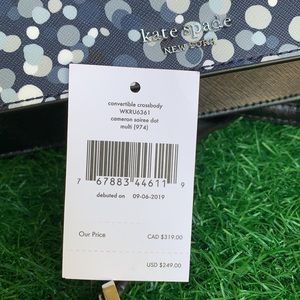 kate spade
NEW YORK
convertible crossbody
WKRU6361
cameron soiree dot
multi (974)
7 67883 44611 9
debuted on 09-06-2019
Our Price CAD $319.00
USD $249.00